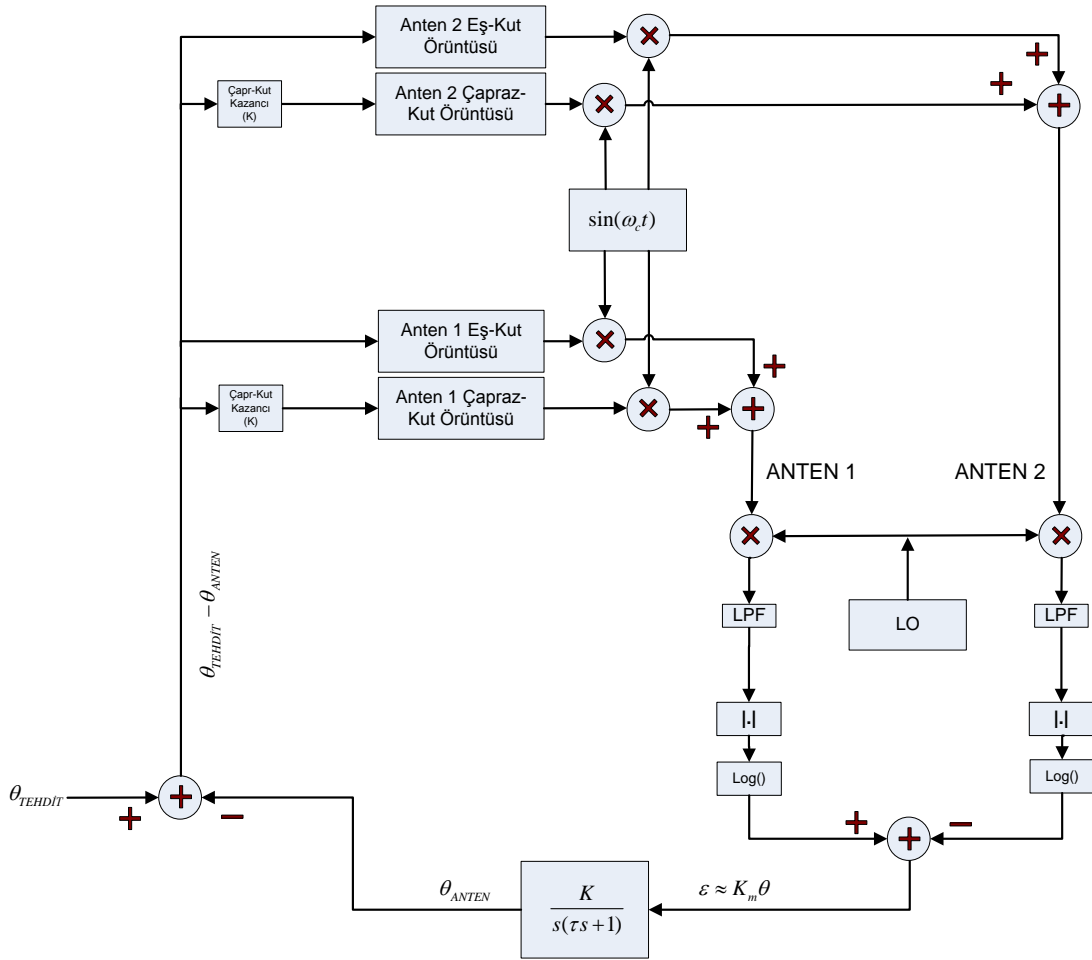 Anten 2 Eş-Kut
Örüntüsü
Çapr-Kut
Kazancı
(K)
Anten 2 Çapraz-
Kut Örüntüsü
sin(ω_c t)
Anten 1 Eş-Kut
Örüntüsü
Çapr-Kut
Kazancı
(K)
Anten 1 Çapraz-
Kut Örüntüsü
ANTEN 1
ANTEN 2
θ_TEHDİT − θ_ANTEN
LPF
LO
LPF
|.|
|.|
Log()
Log()
θ_TEHDİT
θ_ANTEN
K
s(τs+1)
ε ≈ K_m θ